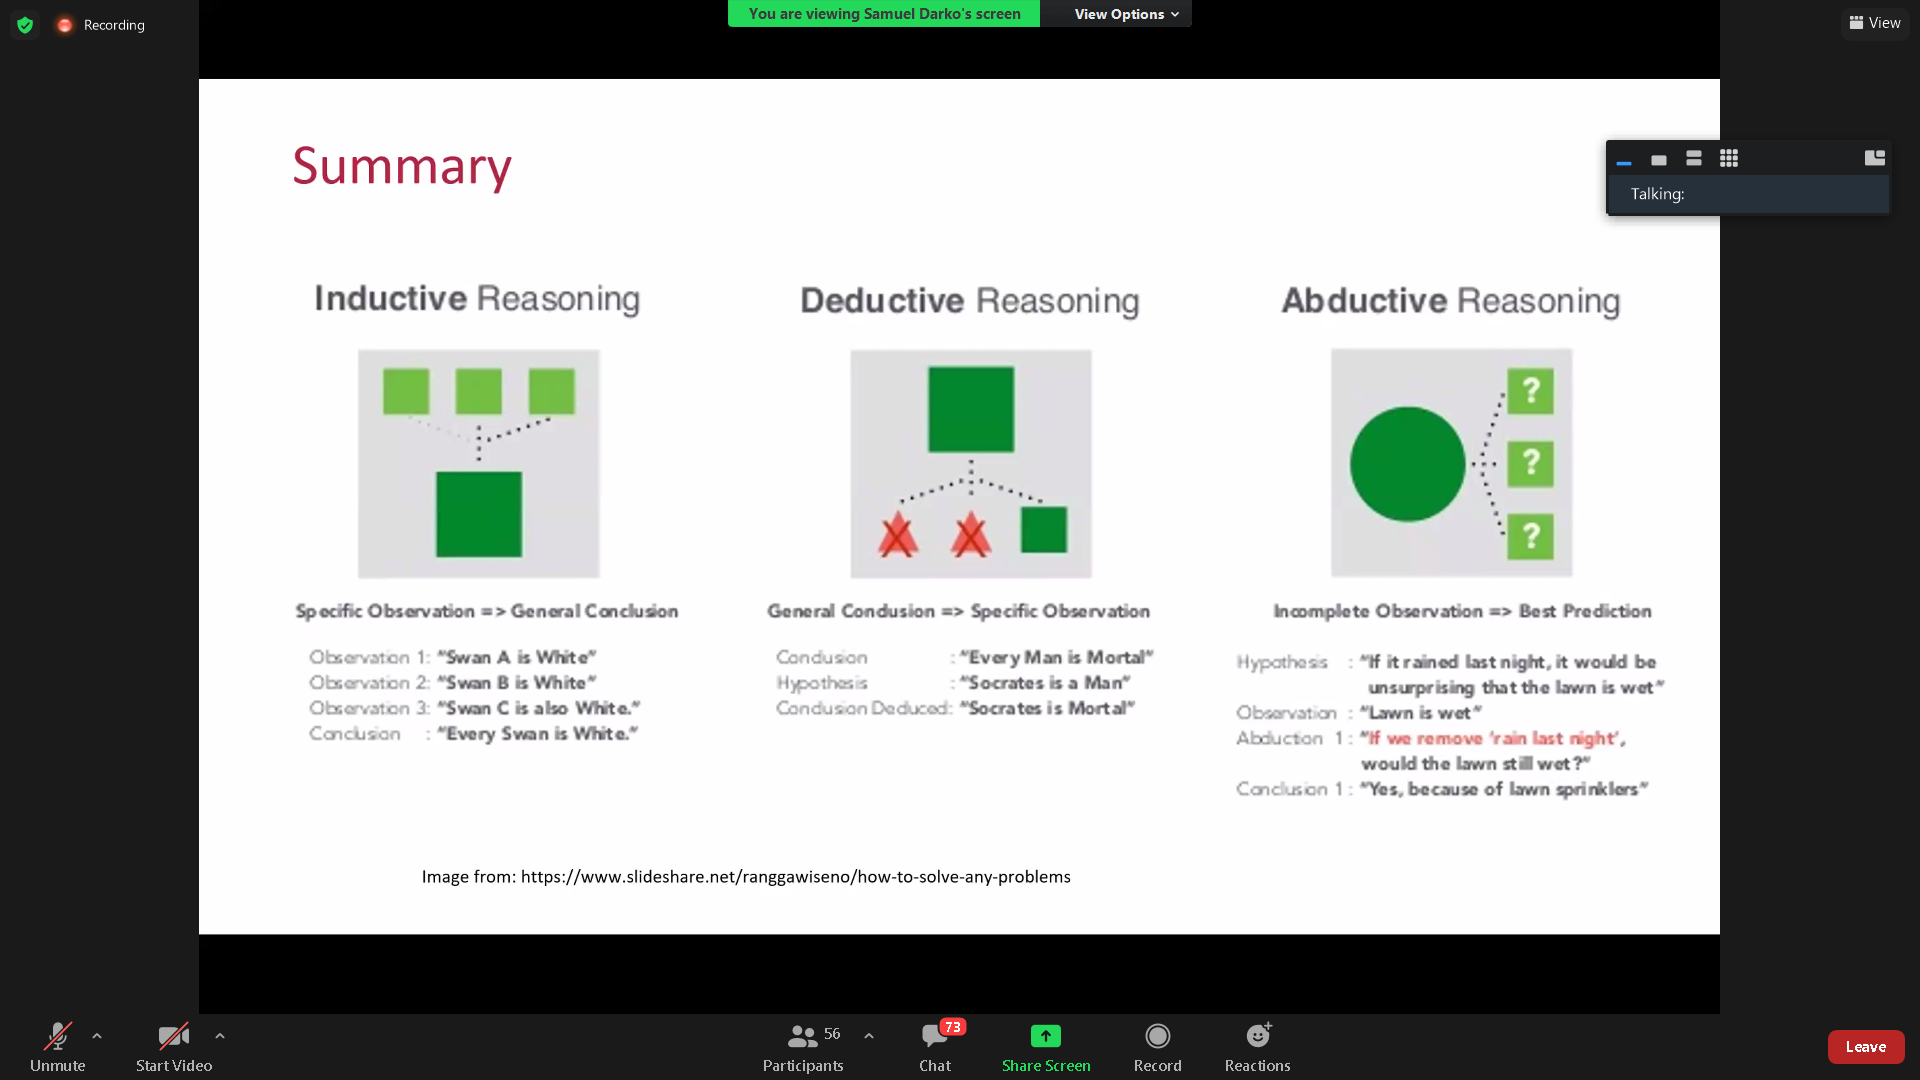 Recording
You are viewing Samuel Darko's screen
View Options
View
Talking:
Summary
Inductive Reasoning
Specific Observation => General Conclusion
Observation 1: “Swan A is White”
Observation 2: “Swan B is White”
Observation 3: “Swan C is also White.”
Conclusion : “Every Swan is White.”
Deductive Reasoning
General Conclusion => Specific Observation
Conclusion : “Every Man is Mortal”
Hypothesis : “Socrates is a Man”
Conclusion Deduced: “Socrates is Mortal”
Abductive Reasoning
?
?
?
Incomplete Observation => Best Prediction
Hypothesis : “If it rained last night, it would be
unsurprising that the lawn is wet”
Observation : “Lawn is wet”
Abduction 1: “If we remove ‘rain last night’,
would the lawn still wet?”
Conclusion 1: “Yes, because of lawn sprinklers”
Image from: https://www.slideshare.net/ranggawiseno/how-to-solve-any-problems
Unmute
Start Video
56
Participants
73
Chat
Share Screen
Record
Reactions
Leave